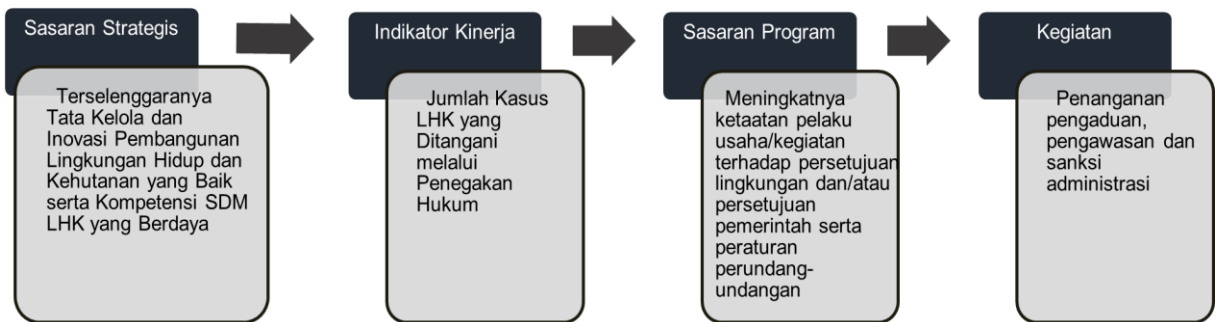 Sasaran Strategis
Terselenggaranya
Tata Kelola dan
Inovasi Pembangunan
Lingkungan Hidup dan
Kehutanan yang Baik
serta Kompetensi SDM
LHK yang Berdaya
Indikator Kinerja
Jumlah Kasus
LHK yang
Ditangani
melalui
Penegakan
Hukum
Sasaran Program
Meningkatnya
ketaatan pelaku
usaha/kegiatan
terhadap persetujuan
lingkungan dan/atau
persetujuan
pemerintah serta
peraturan
perundang-
undangan
Kegiatan
Penanganan
pengaduan,
pengawasan dan
sanksi
administrasi